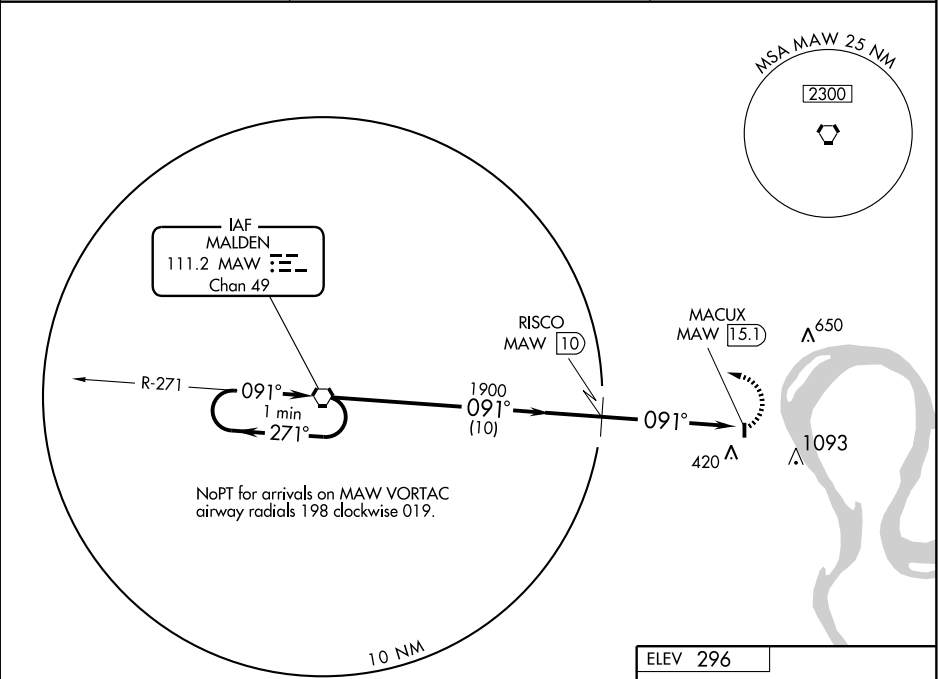 MSA MAW 25 NM
2300
IAF
MALDEN
111.2 MAW
Chan 49
RISCO
MAW 10
MACUX
MAW 15.1
650
R-271
091°
1 min
271°
1900
091°
(10)
091°
420
1093
NoPT for arrivals on MAW VORTAC
airway radials 198 clockwise 019.
10 NM
ELEV 296